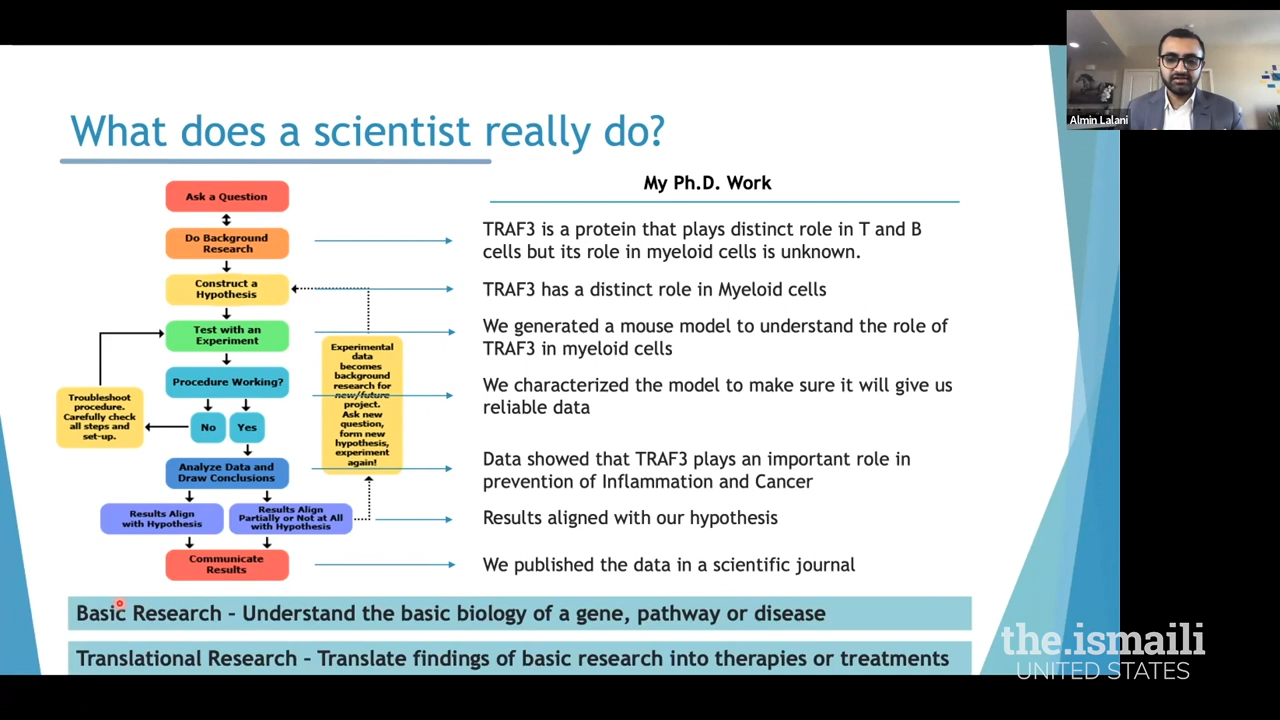 Almin Lalani
What does a scientist really do?
My Ph.D. Work
Ask a Question
Do Background
Research
Construct a
Hypothesis
Test with an
Experiment
Procedure Working?
No
Yes
Troubleshoot
procedure.
Carefully check
all steps and
set-up.
Experimental
data
becomes
background
research for
new/future
project.
Ask new
question,
form new
hypothesis,
experiment
again!
Analyze Data and
Draw Conclusions
Results Align
with Hypothesis
Results Align
Partially or Not at All
with Hypothesis
Communicate
Results
TRAF3 is a protein that plays distinct role in T and B
cells but its role in myeloid cells is unknown.
TRAF3 has a distinct role in Myeloid cells
We generated a mouse model to understand the role of
TRAF3 in myeloid cells
We characterized the model to make sure it will give us
reliable data
Data showed that TRAF3 plays an important role in
prevention of Inflammation and Cancer
Results aligned with our hypothesis
We published the data in a scientific journal
Basic Research - Understand the basic biology of a gene, pathway or disease
Translational Research - Translate findings of basic research into therapies or treatments
the.ismaili
UNITED STATES